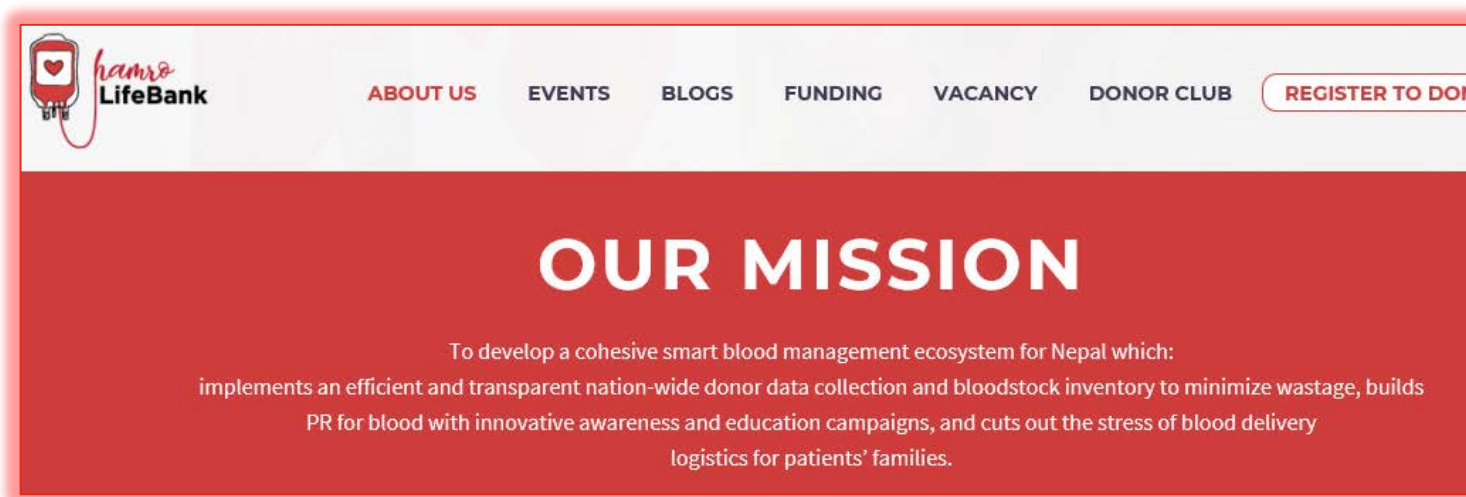 hamro
LifeBank
ABOUT US EVENTS BLOGS FUNDING VACANCY DONOR CLUB REGISTER TO DON
OUR MISSION
To develop a cohesive smart blood management ecosystem for Nepal which:
implements an efficient and transparent nation-wide donor data collection and bloodstock inventory to minimize wastage, builds
PR for blood with innovative awareness and education campaigns, and cuts out the stress of blood delivery
logistics for patients’ families.